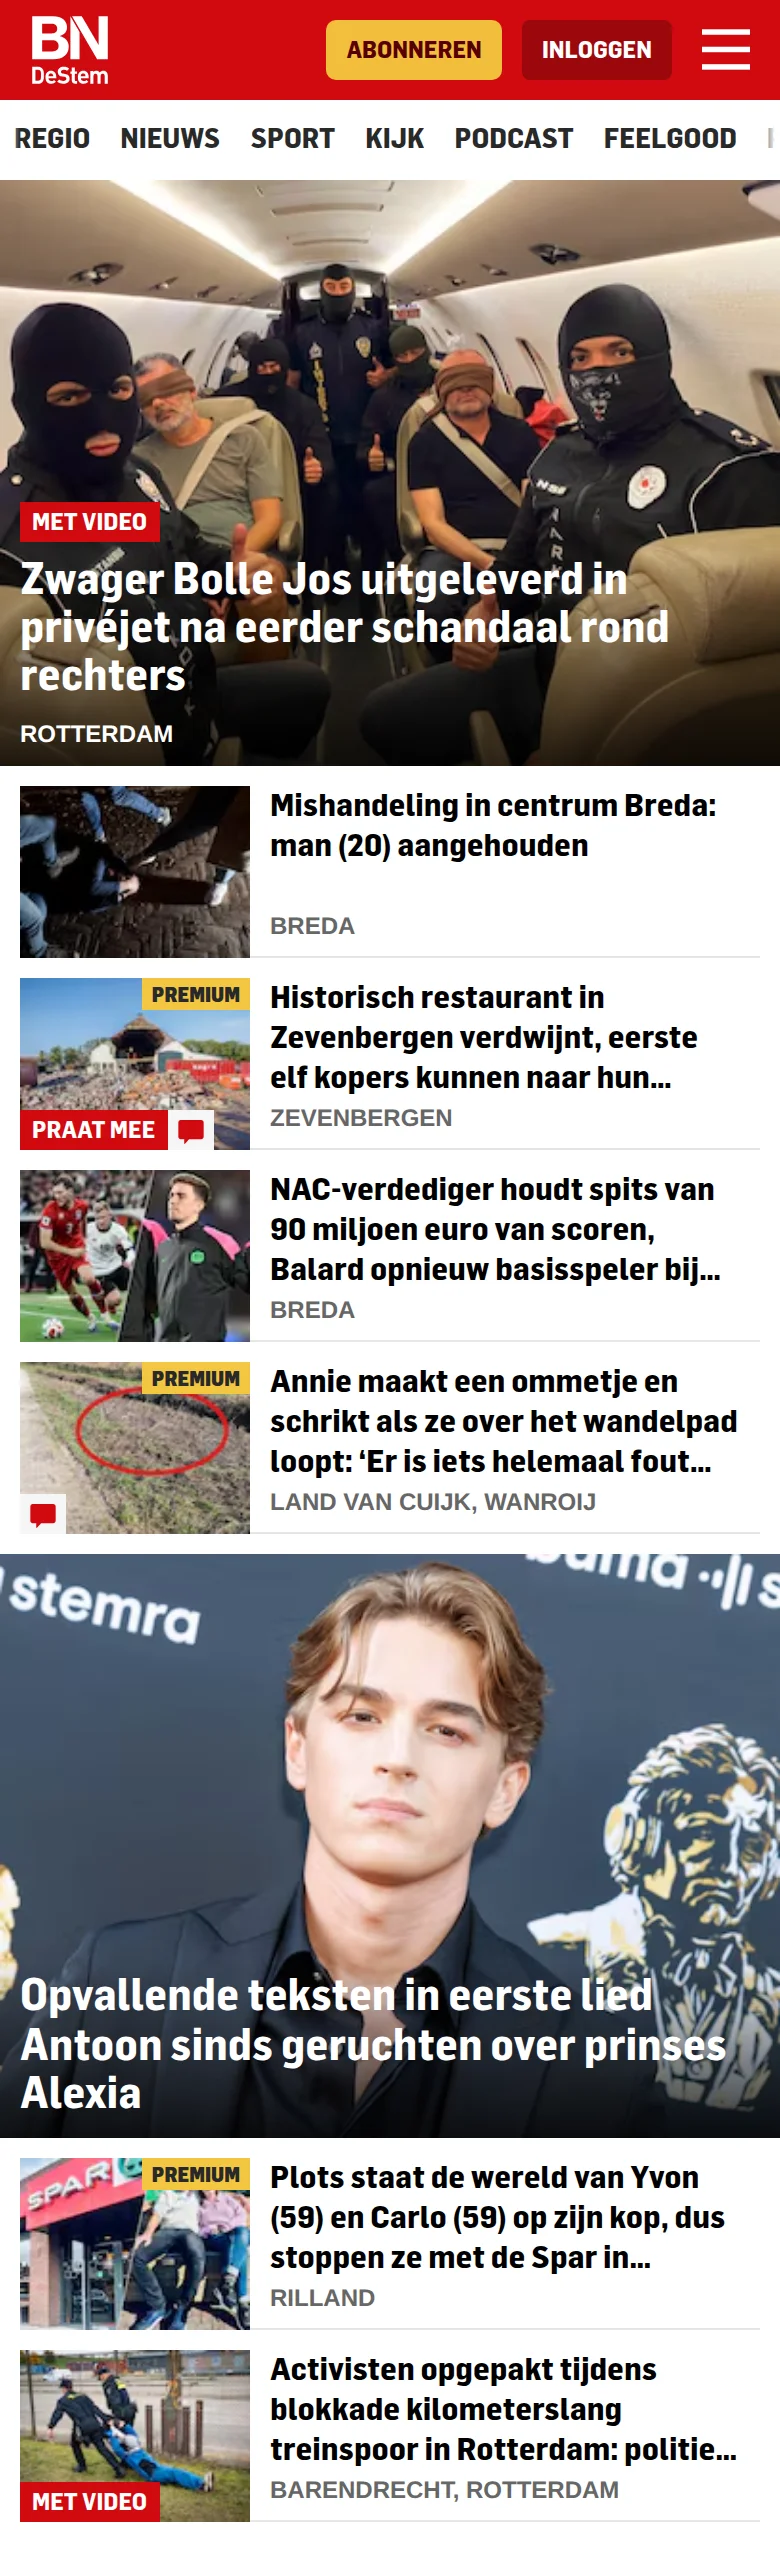 BN
DeStem
ABONNEREN
INLOGGEN
REGIO NIEUWS SPORT KIJK PODCAST FEELGOOD
MET VIDEO
Zwager Bolle Jos uitgeleverd in
privéjet na eerder schandaal rond
rechters
ROTTERDAM
Mishandeling in centrum Breda:
man (20) aangehouden
BREDA
PREMIUM
PRAAT MEE
Historisch restaurant in
Zevenbergen verdwijnt, eerste
elf kopers kunnen naar hun...
ZEVENBERGEN
NAC-verdediger houdt spits van
90 miljoen euro van scoren,
Balard opnieuw basisspeler bij...
BREDA
PREMIUM
Annie maakt een ommetje en
schrikt als ze over het wandelpad
loopt: ‘Er is iets helemaal fout...
LAND VAN CUIJK, WANROIJ
stemra
Opvallende teksten in eerste lied
Antoon sinds geruchten over prinses
Alexia
SPAR
PREMIUM
Plots staat de wereld van Yvon
(59) en Carlo (59) op zijn kop, dus
stoppen ze met de Spar in...
RILLAND
MET VIDEO
Activisten opgepakt tijdens
blokkade kilometerslang
treinspoor in Rotterdam: politie...
BARENDRECHT, ROTTERDAM